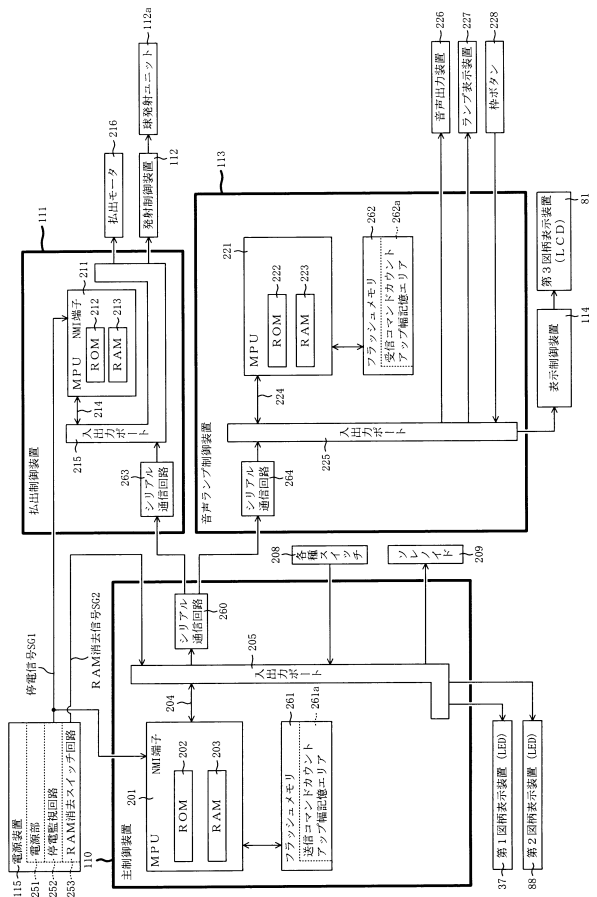 115
電源装置
251
電源部
252
停電監視回路
253
RAM消去スイッチ回路
停電信号SG1
RAM消去信号SG2
110
主制御装置
201
MPU
NMI端子
ROM
202
RAM
203
204
261
フラッシュメモリ
261a
送信コマンドカウント
アップ幅記憶エリア
入出力ポート
205
シリアル
通信回路
260
各種スイッチ
208
ソレノイド
209
37
第1図柄表示装置(LED)
88
第2図柄表示装置(LED)
111
払出制御装置
211
MPU
NMI端子
ROM
212
RAM
213
214
215
入出力ポート
263
シリアル
通信回路
払出モータ
216
発射制御装置
112
球発射ユニット
112a
113
音声ランプ制御装置
221
MPU
ROM
222
RAM
223
224
262
フラッシュメモリ
262a
受信コマンドカウント
アップ幅記憶エリア
入出力ポート
225
シリアル
通信回路
264
音声出力装置
226
ランプ表示装置
227
枠ボタン
228
表示制御装置
114
第3図柄表示装置
(LCD)
81